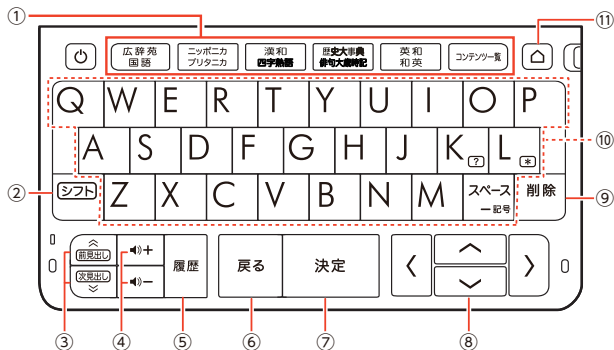 ① ⑪
広辞苑 ニッポニカ 漢和 歴史大事典 英和 コンテンツ一覧
国語 ブリタニカ 四字熟語 俳句大歳時記 和英
Q W E R T Y U I O P
A S D F G H J K ? L * ⑩
② シフト Z X C V B N M スペース 削除 ⑨
ー記号
前見出し + 履歴 戻る 決定
次見出し −
③ ④ ⑤ ⑥ ⑦ ⑧